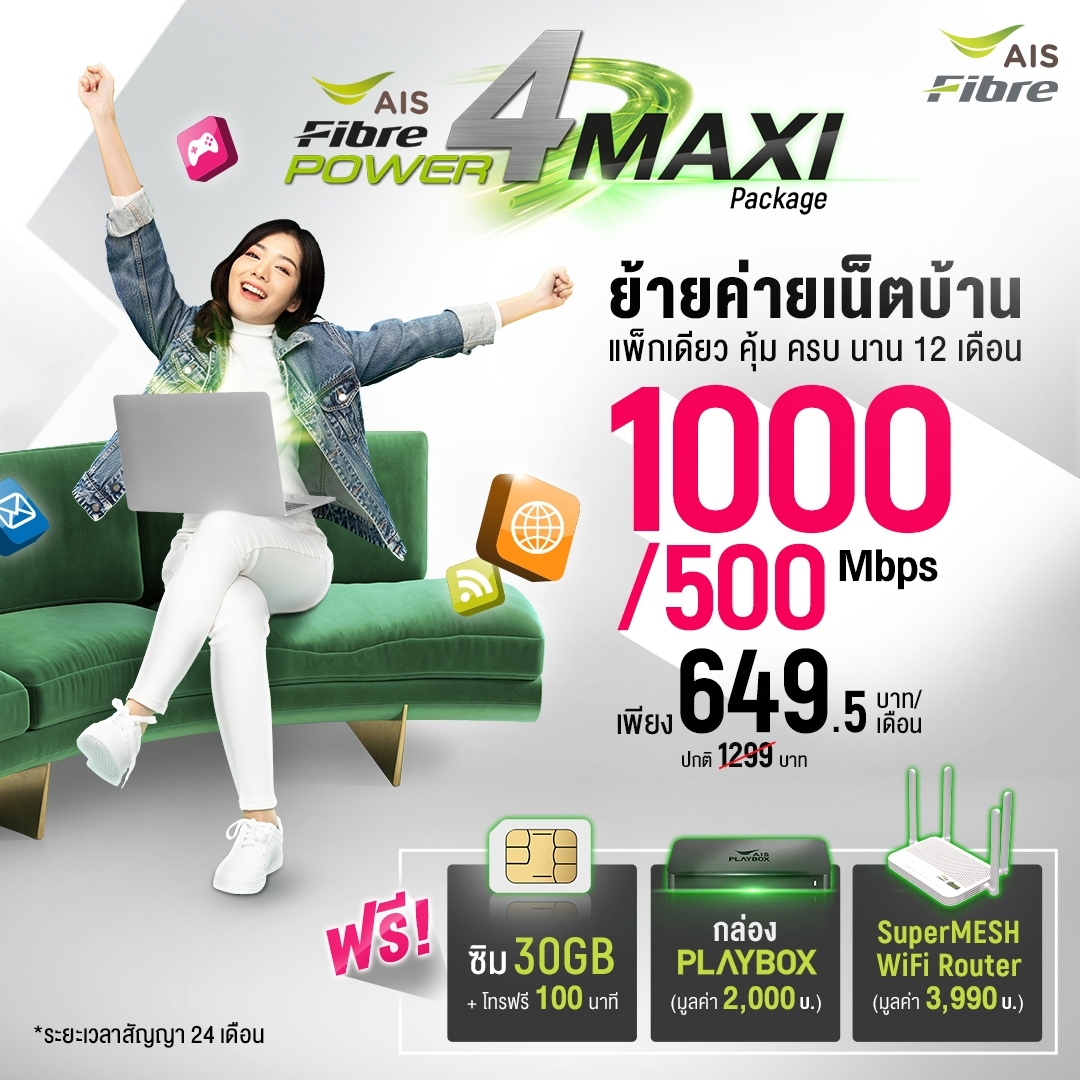 AIS
Fibre
POWER4 MAXI
Package
AIS
Fibre
ย้ายค่ายเน็ตบ้าน
แพ็กเดียว คุ้ม ครบ นาน 12 เดือน
1000
/500 Mbps
เพียง 649.5 บาท/เดือน
ปกติ 1299 บาท
ฟรี!
ซิม 30GB
+ โทรฟรี 100 นาที
AIS
PLAYBOX
กล่อง
PLAYBOX
(มูลค่า 2,000 บ.)
SuperMESH
WiFi Router
(มูลค่า 3,990 บ.)
*ระยะเวลาสัญญา 24 เดือน